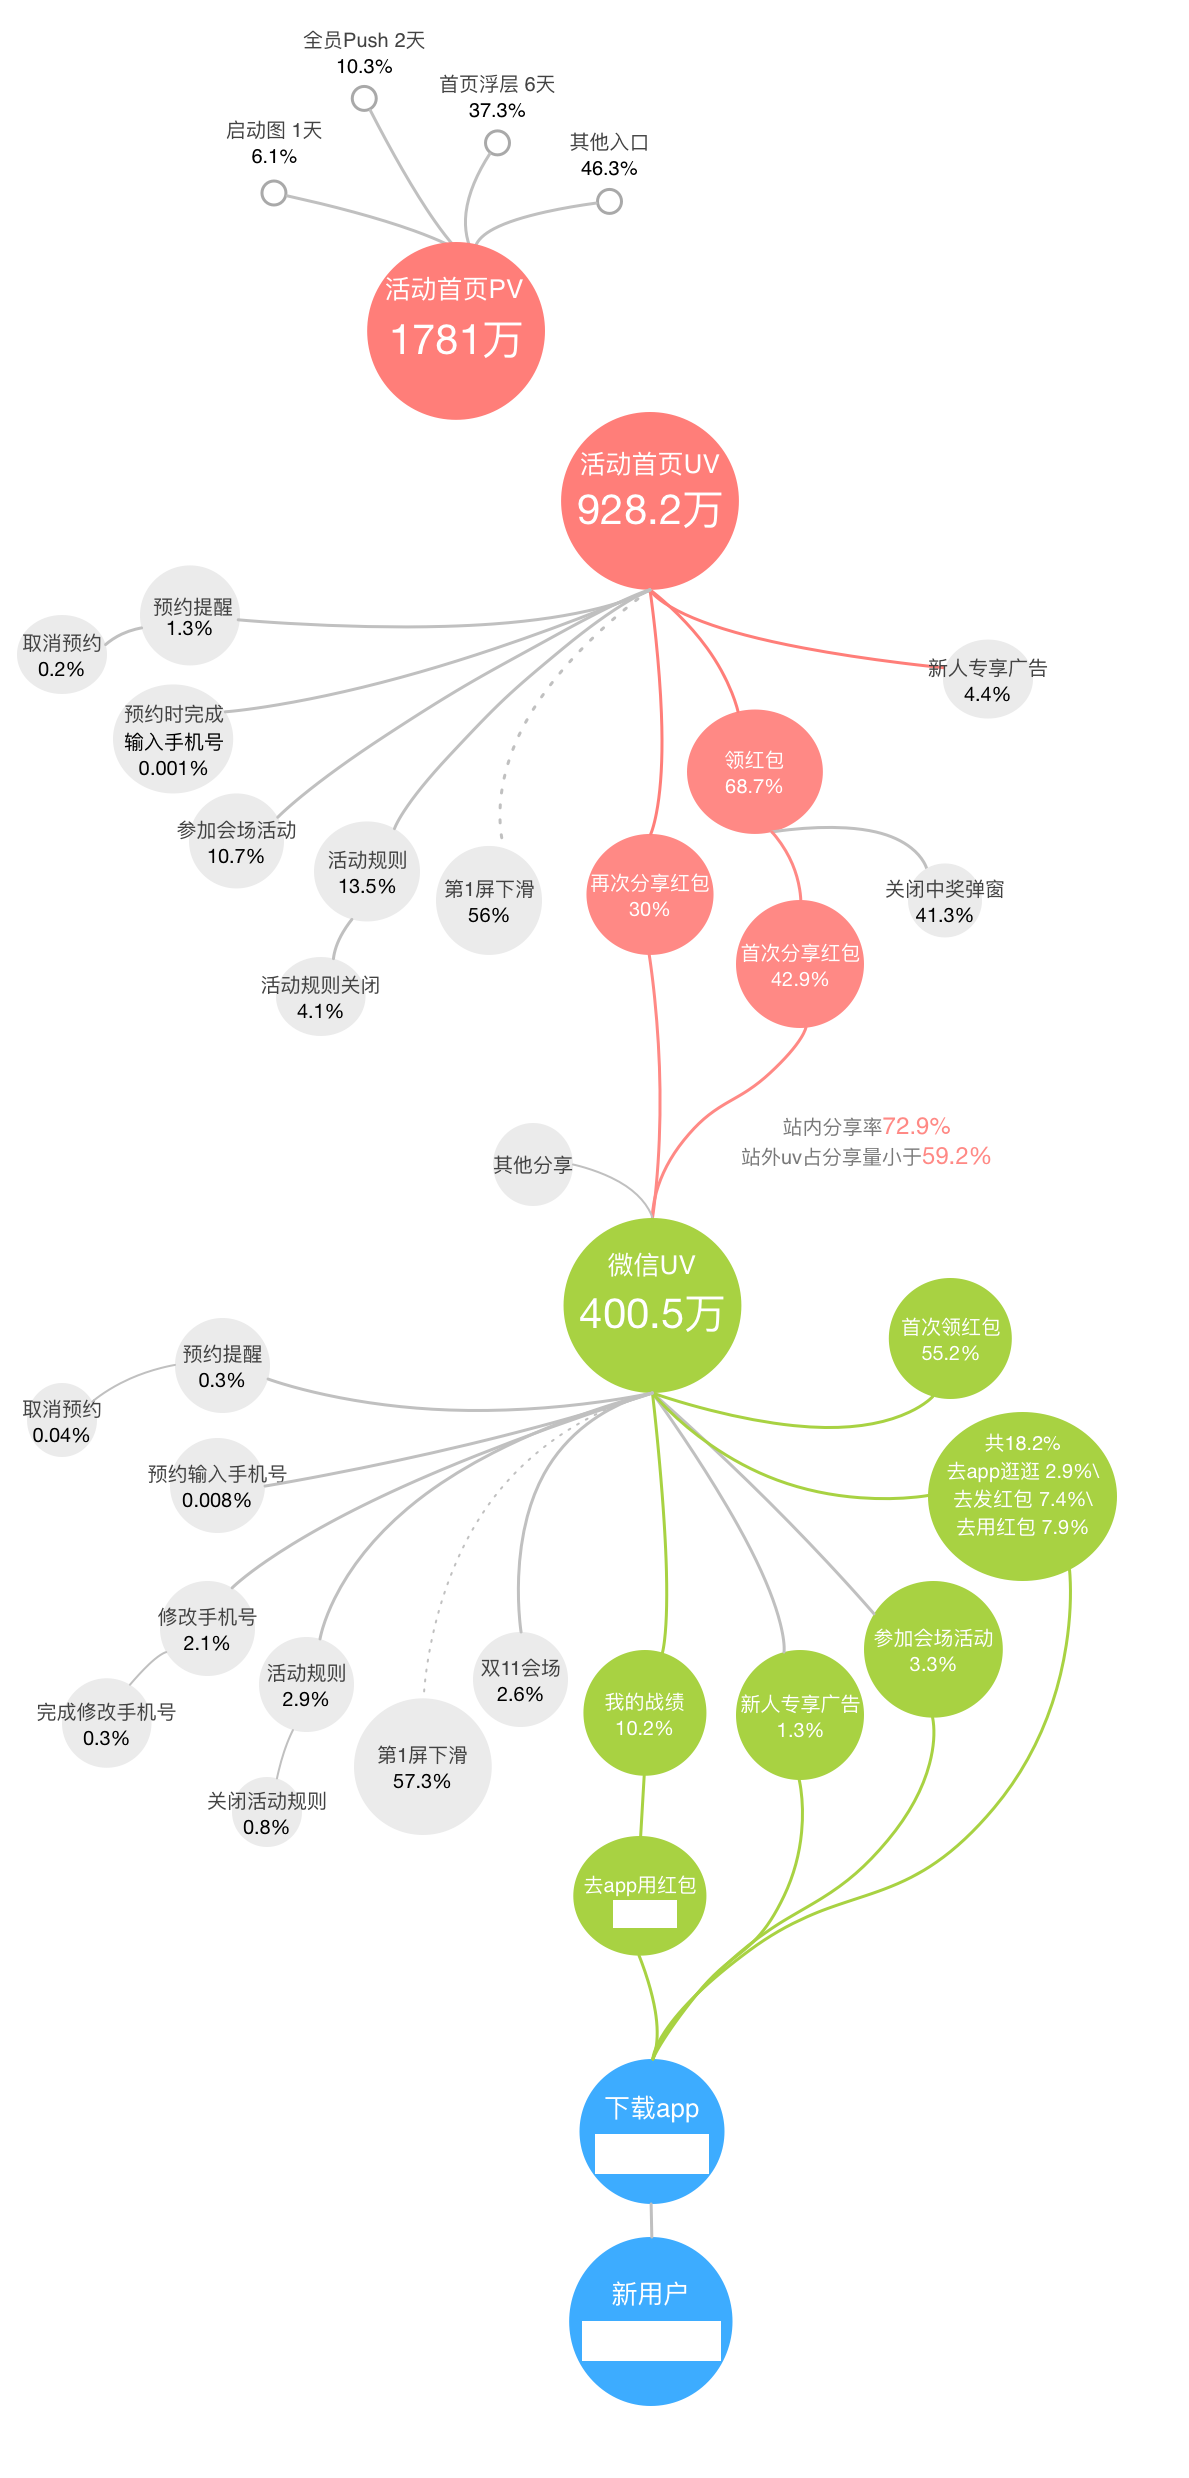 全员Push 2天
10.3%
首页浮层 6天
37.3%
启动图 1天
6.1%
其他入口
46.3%
活动首页PV
1781万
活动首页UV
928.2万
预约提醒
1.3%
取消预约
0.2%
新人专享广告
4.4%
预约时完成
输入手机号
0.001%
领红包
68.7%
参加会场活动
10.7%
活动规则
13.5%
第1屏下滑
56%
再次分享红包
30%
关闭中奖弹窗
41.3%
首次分享红包
42.9%
活动规则关闭
4.1%
站内分享率72.9%
站外uv占分享量小于59.2%
其他分享
微信UV
400.5万
首次领红包
55.2%
预约提醒
0.3%
取消预约
0.04%
共18.2%
去app逛逛 2.9%\
去发红包 7.4%\
去用红包 7.9%
预约输入手机号
0.008%
修改手机号
2.1%
参加会场活动
3.3%
活动规则
2.9%
双11会场
2.6%
我的战绩
10.2%
新人专享广告
1.3%
完成修改手机号
0.3%
第1屏下滑
57.3%
关闭活动规则
0.8%
去app用红包
下载app
新用户